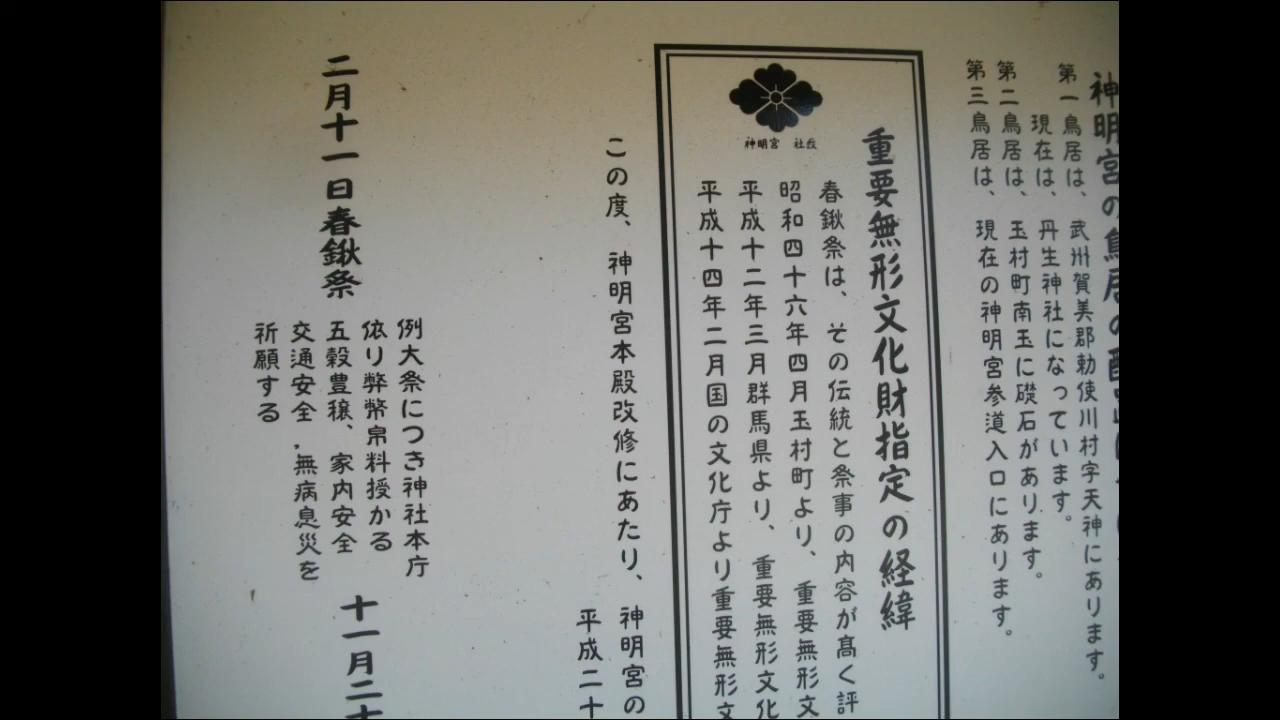 神明宮の鳥居の
第一鳥居は、武州賀美郡勅使川村字天神にあります。
現在は、丹生神社になっています。
第二鳥居は、玉村町南玉に礎石があります。
第三鳥居は、現在の神明宮参道入口にあります。
重要無形文化財指定の経緯
春鍬祭は、その伝統と祭事の内容が髙く評
昭和四十六年四月玉村町より、重要無形文
平成十二年三月群馬県より、重要無形文化
平成十四年二月国の文化庁より重要無形文
神明宮 社紋
この度、神明宮本殿改修にあたり、神明宮の
平成二十
例大祭につき神社本庁
依り弊幣帛料授かる
二月十一日春鍬祭
五穀豊穣、家内安全
交通安全、無病息災を
祈願する
十一月二十